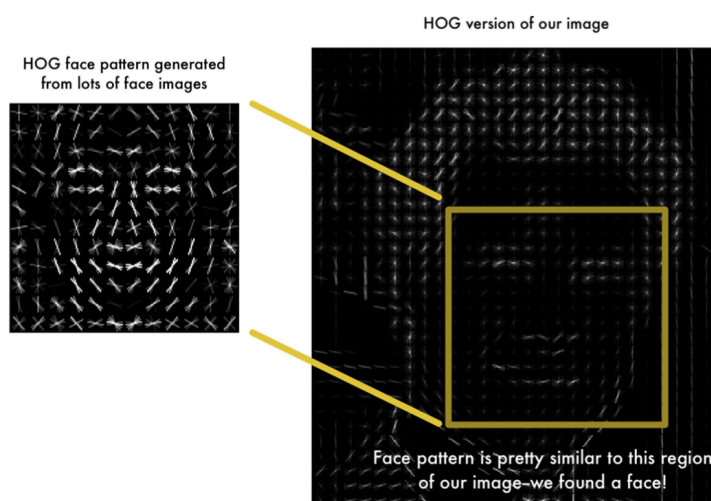 HOG version of our image
HOG face pattern generated
from lots of face images
Face pattern is pretty similar to this region
of our image–we found a face!